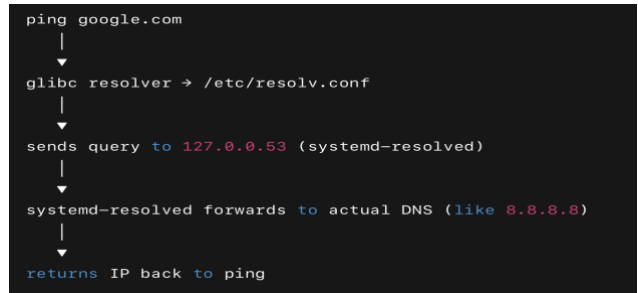 ping google.com
glibc resolver → /etc/resolv.conf
sends query to 127.0.0.53 (systemd-resolved)
systemd-resolved forwards to actual DNS (like 8.8.8.8)
returns IP back to ping